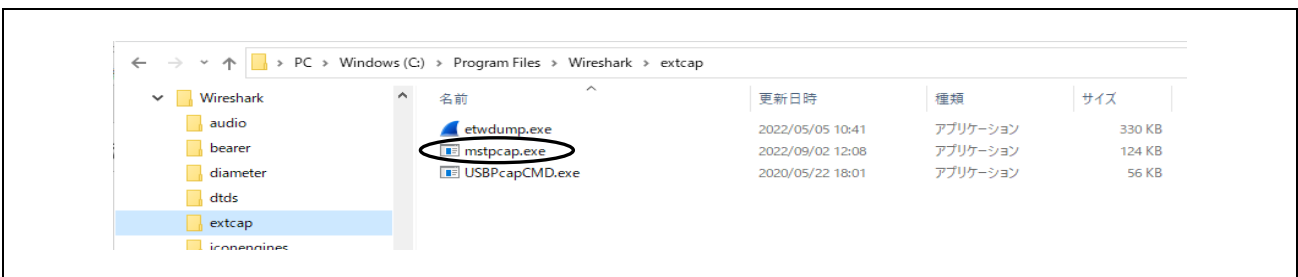 PC > Windows (C:) > Program Files > Wireshark > extcap
Wireshark
audio
bearer
diameter
dtds
extcap
iconengines
名前 更新日時 種類 サイズ
etwdump.exe 2022/05/05 10:41 アプリケーション 330 KB
mstpcap.exe 2022/09/02 12:08 アプリケーション 124 KB
USBPcapCMD.exe 2020/05/22 18:01 アプリケーション 56 KB